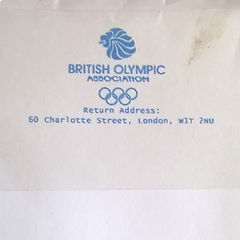 BRITISH OLYMPIC
ASSOCIATION
Return Address:
60 Charlotte Street, London, W1T 2NU